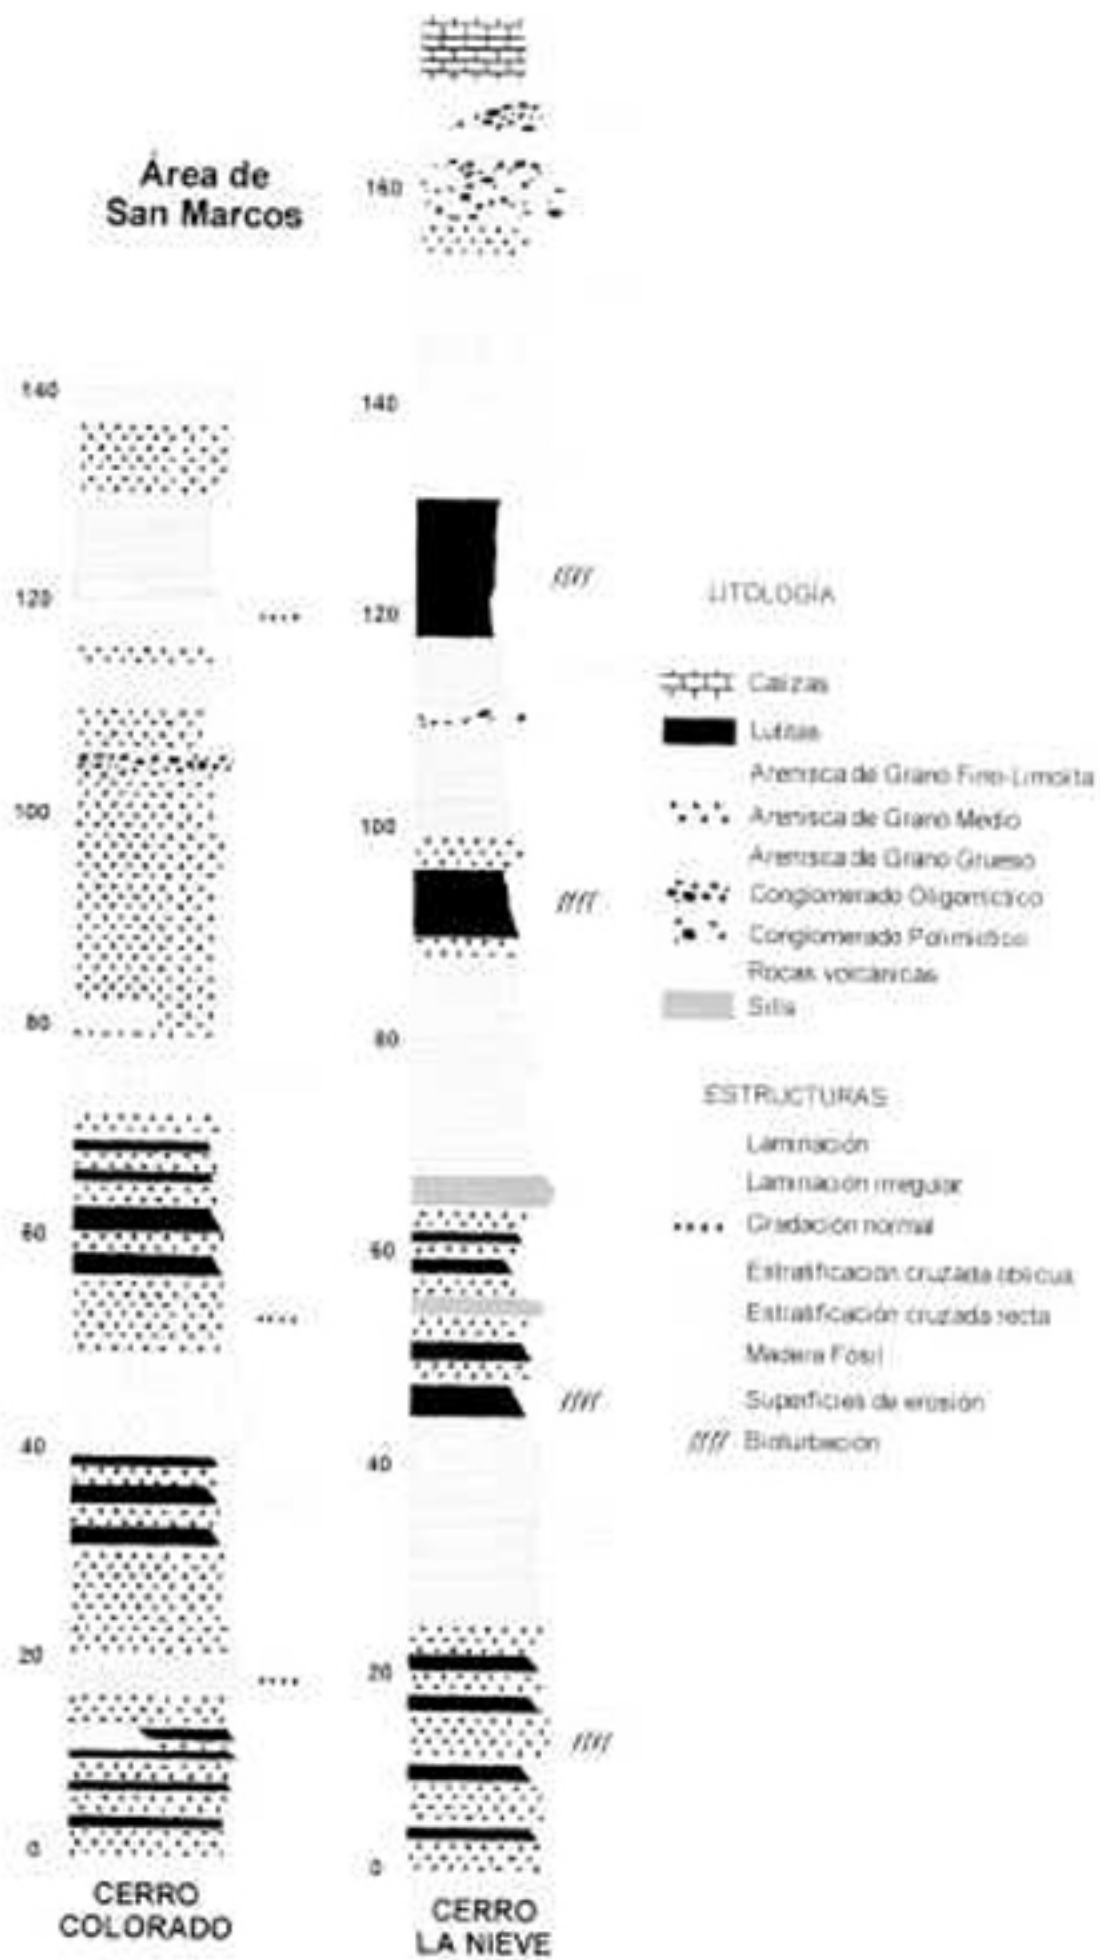 Área de
San Marcos
160
140
120
100
80
60
40
20
0
CERRO
COLORADO
140
120
100
80
60
40
20
0
CERRO
LA NIEVE
LITOLOGÍA
Calizas
Lutitas
Arenisca de Grano Fino-Limolita
Arenisca de Grano Medio
Arenisca de Grano Grueso
Conglomerado Oligomíctico
Conglomerado Polimíctico
Rocas volcánicas
Sills
ESTRUCTURAS
Laminación
Laminación irregular
Gradación normal
Estratificación cruzada oblicua
Estratificación cruzada recta
Madera Fósil
Superficies de erosión
Bioturbación